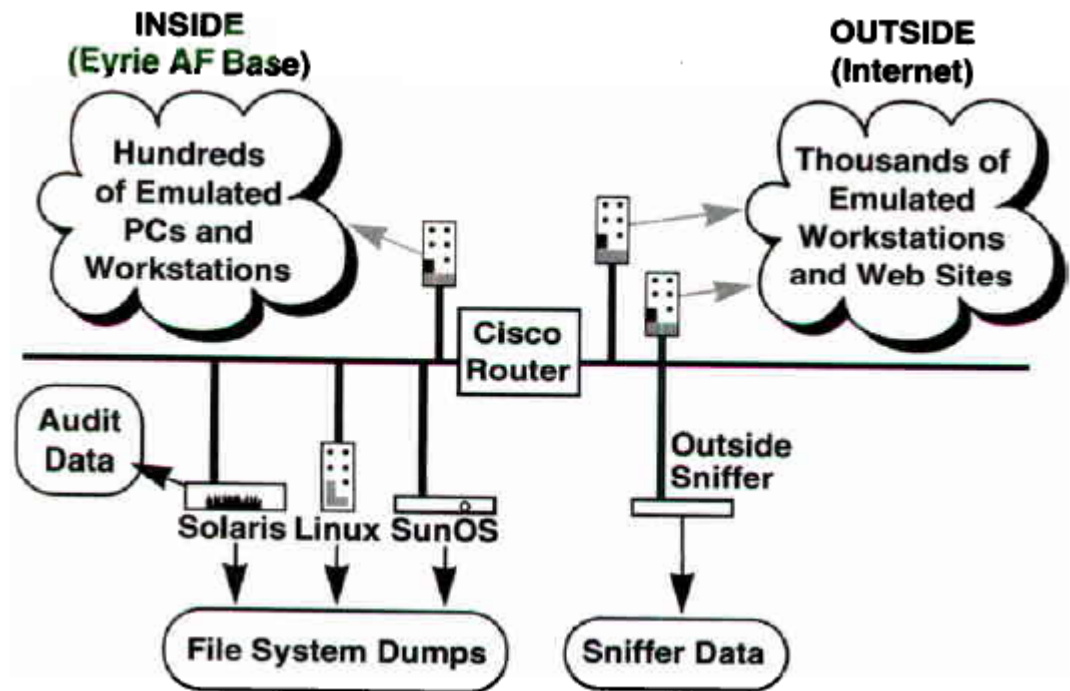 INSIDE
(Eyrie AF Base)
OUTSIDE
(Internet)
Hundreds
of Emulated
PCs and
Workstations
Thousands of
Emulated
Workstations
and Web Sites
Cisco
Router
Audit
Data
Outside
Sniffer
Solaris
Linux
SunOS
File System Dumps
Sniffer Data